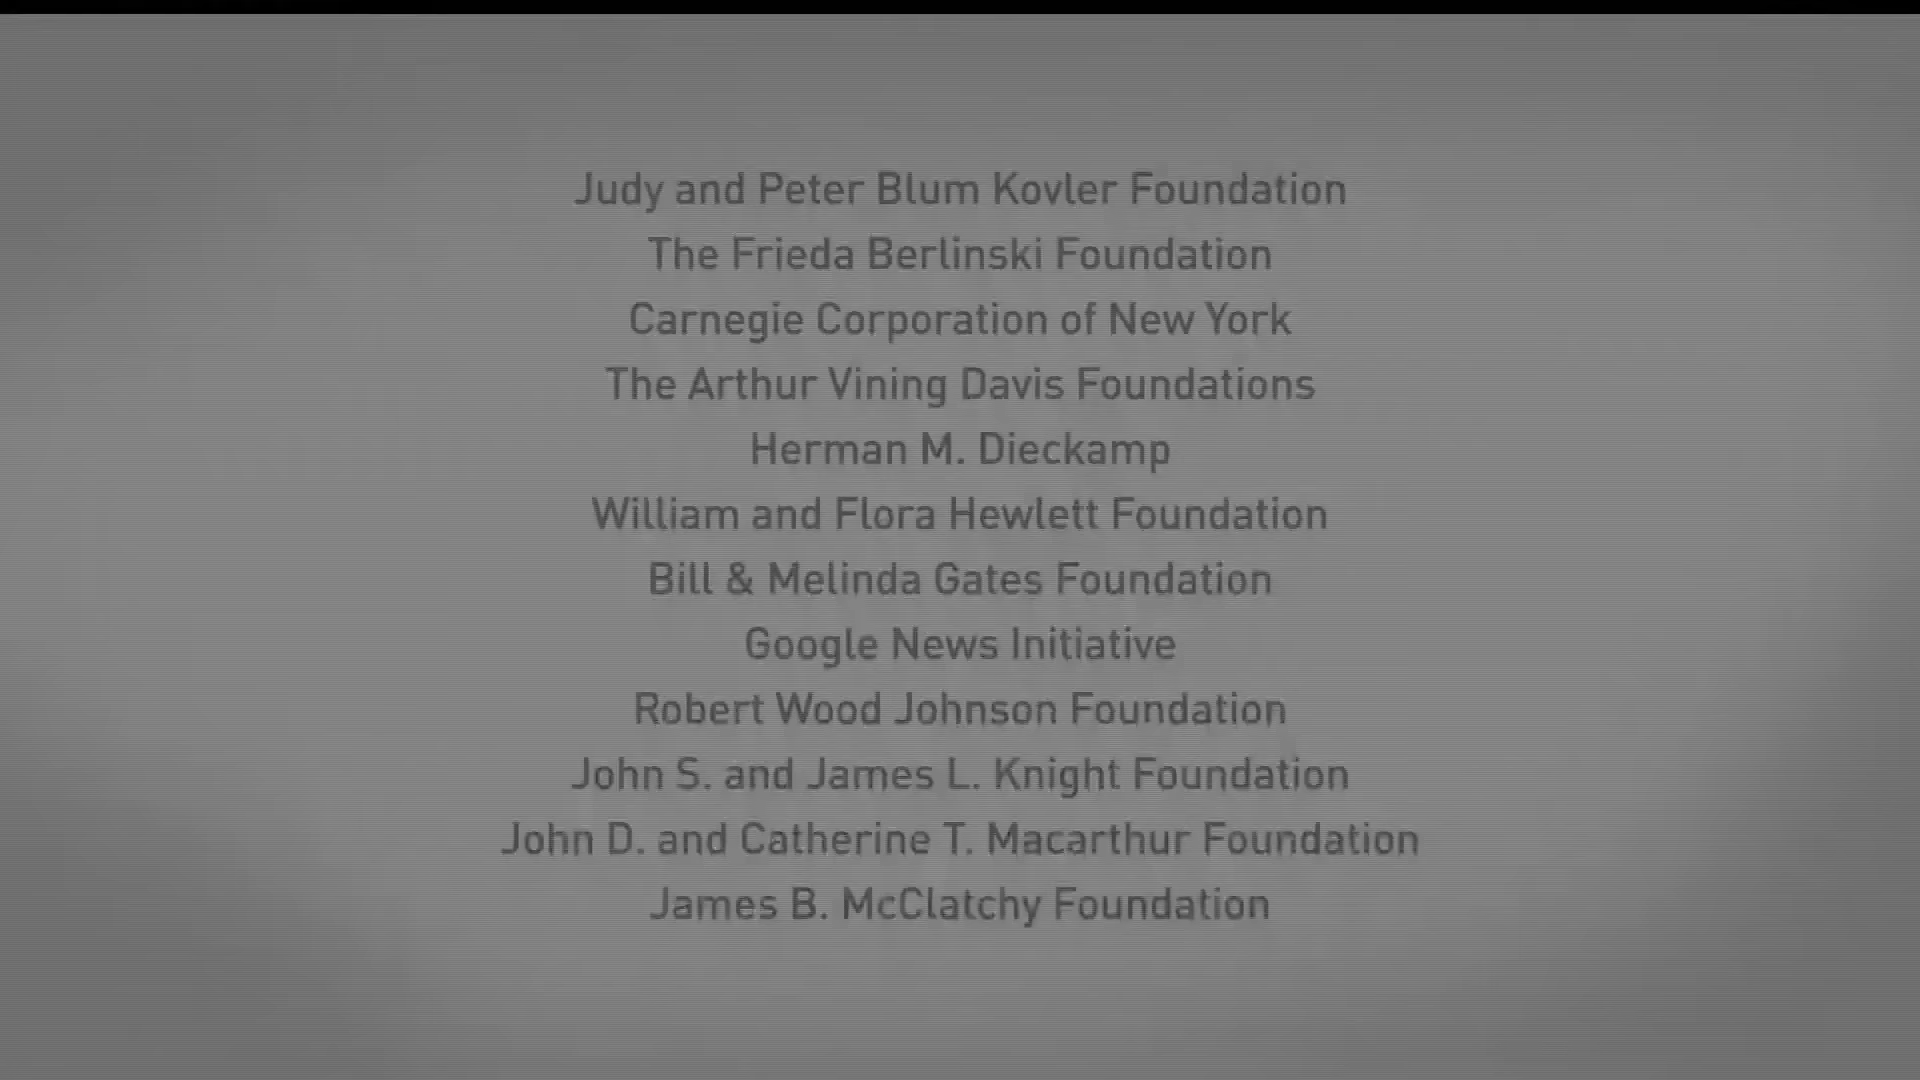 Judy and Peter Blum Kovler Foundation
The Frieda Berlinski Foundation
Carnegie Corporation of New York
The Arthur Vining Davis Foundations
Herman M. Dieckamp
William and Flora Hewlett Foundation
Bill & Melinda Gates Foundation
Google News Initiative
Robert Wood Johnson Foundation
John S. and James L. Knight Foundation
John D. and Catherine T. Macarthur Foundation
James B. McClatchy Foundation